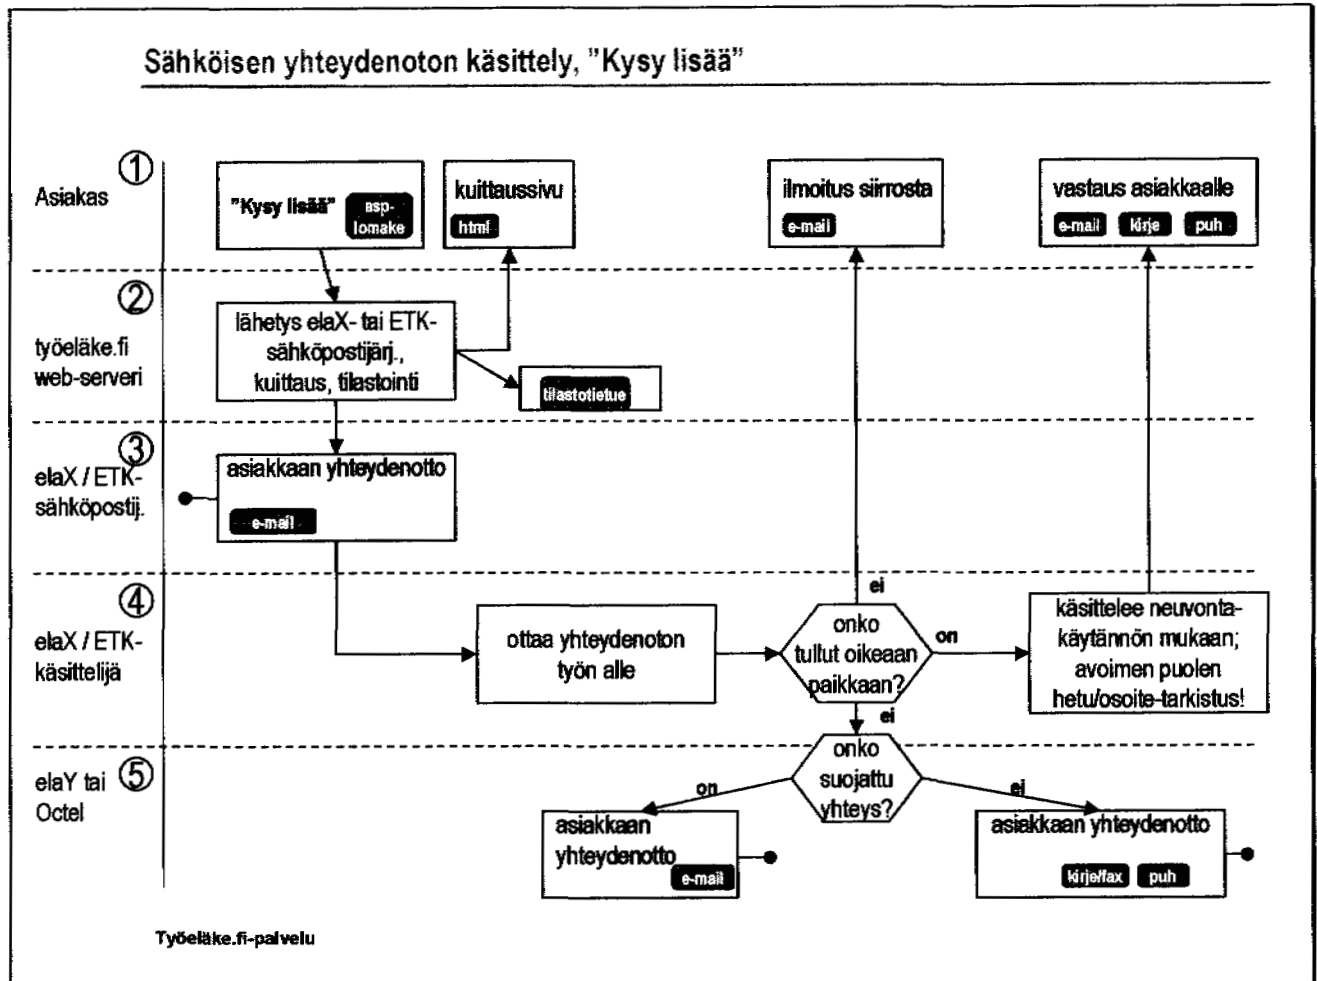 Sähköisen yhteydenoton käsittely, ”Kysy lisää”
1
Asiakas
”Kysy lisää”
asp-
lomake
kuittaussivu
html
ilmoitus siirrosta
e-mail
vastaus asiakkaalle
e-mail kirje puh
2
työeläke.fi
web-serveri
lähetys elaX- tai ETK-
sähköpostijärj.,
kuittaus, tilastointi
tilastotietue
3
elaX / ETK-
sähköpostij.
asiakkaan yhteydenotto
e-mail
4
elaX / ETK-
käsittelijä
ottaa yhteydenoton
työn alle
ei
onko
tullut oikeaan
paikkaan?
on
ei
käsittelee neuvonta-
käytännön mukaan;
avoimen puolen
hetu/osoite-tarkistus!
5
elaY tai
Octel
onko
suojattu
yhteys?
on
ei
asiakkaan
yhteydenotto
e-mail
asiakkaan yhteydenotto
kirje/fax puh
Työeläke.fi-palvelu